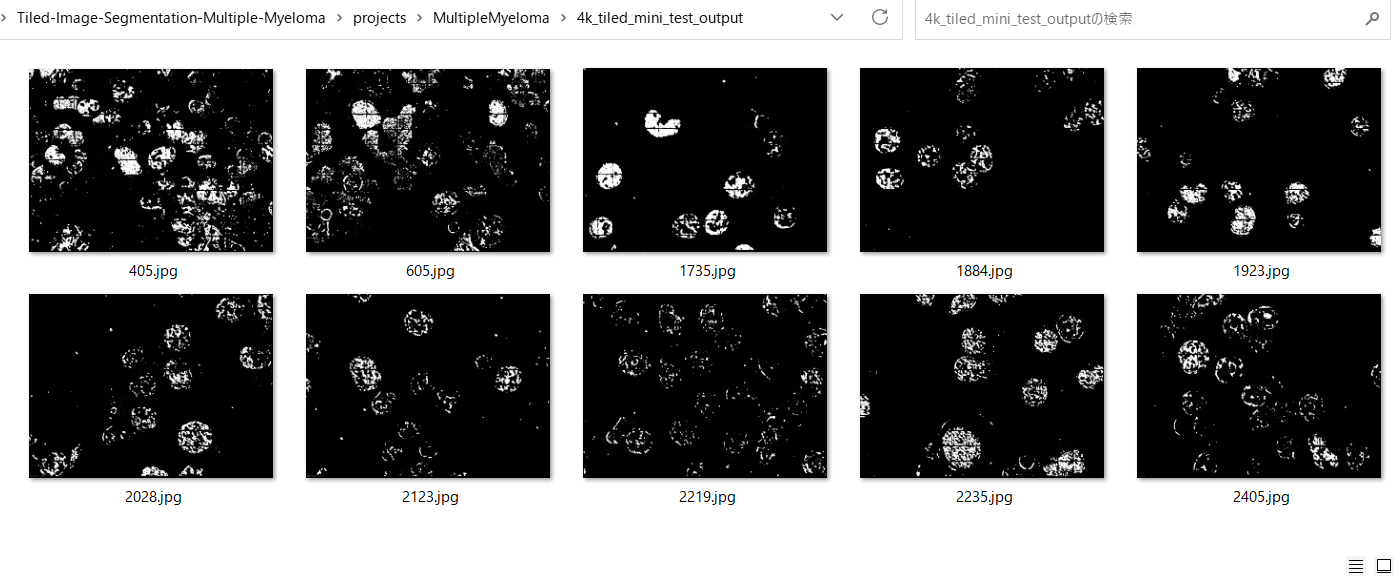 Tiled-Image-Segmentation-Multiple-Myeloma > projects > MultipleMyeloma > 4k_tiled_mini_test_output
4k_tiled_mini_test_outputの検索
405.jpg
605.jpg
1735.jpg
1884.jpg
1923.jpg
2028.jpg
2123.jpg
2219.jpg
2235.jpg
2405.jpg